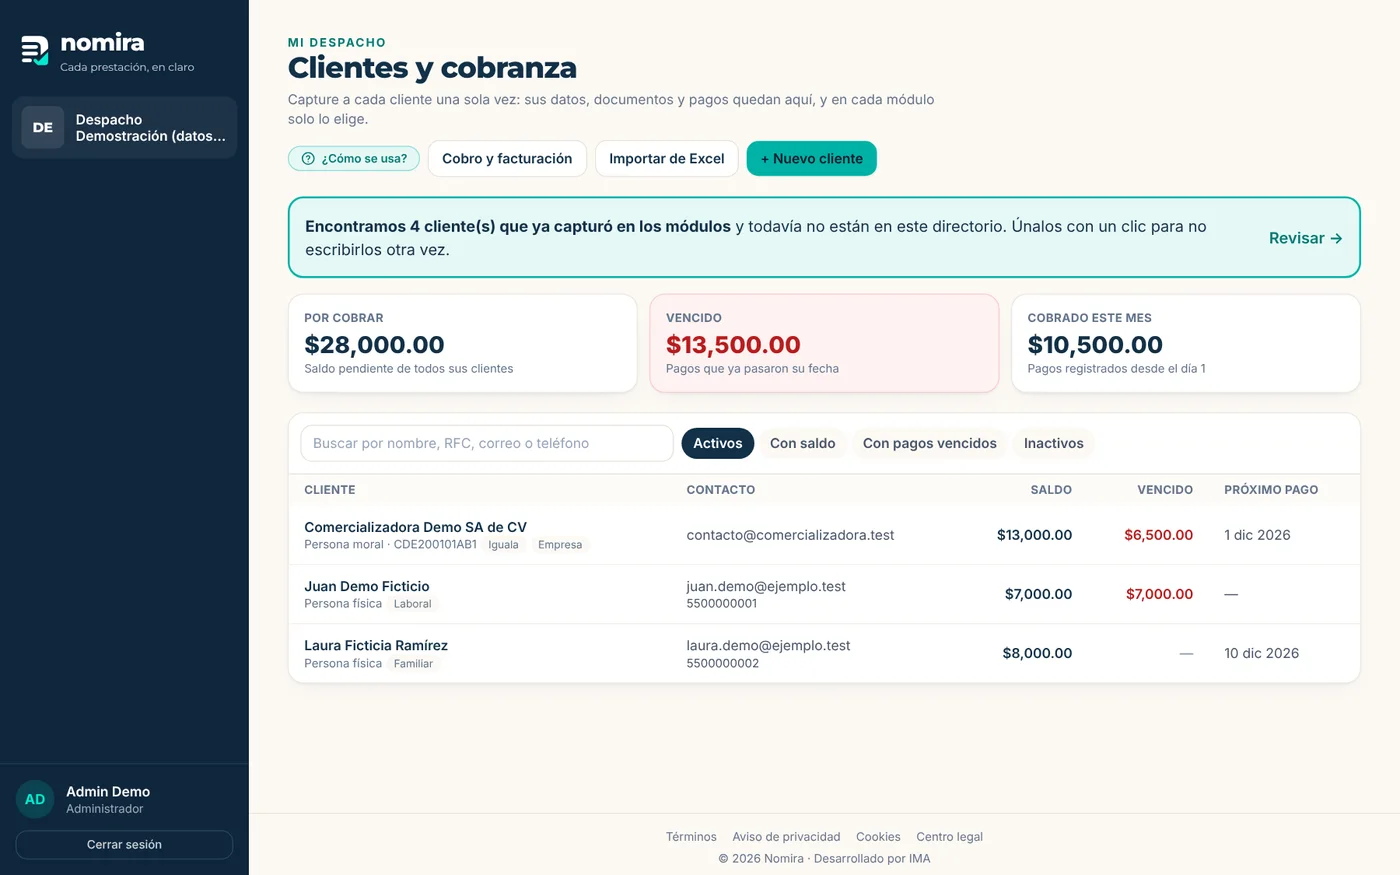 nomira
Cada prestación, en claro
DE
Despacho
Demostración (datos...
MI DESPACHO
Clientes y cobranza
Capture a cada cliente una sola vez: sus datos, documentos y pagos quedan aquí, y en cada módulo
solo lo elige.
¿Cómo se usa?
Cobro y facturación
Importar de Excel
+ Nuevo cliente
Encontramos 4 cliente(s) que ya capturó en los módulos y todavía no están en este directorio. Únalos con un clic para no
escribirlos otra vez.
Revisar →
POR COBRAR
$28,000.00
Saldo pendiente de todos sus clientes
VENCIDO
$13,500.00
Pagos que ya pasaron su fecha
COBRADO ESTE MES
$10,500.00
Pagos registrados desde el día 1
Buscar por nombre, RFC, correo o teléfono
Activos
Con saldo
Con pagos vencidos
Inactivos
CLIENTE CONTACTO SALDO VENCIDO PRÓXIMO PAGO
Comercializadora Demo SA de CV
Persona moral · CDE200101AB1 Iguala Empresa
contacto@comercializadora.test
$13,000.00
$6,500.00
1 dic 2026
Juan Demo Ficticio
Persona física Laboral
juan.demo@ejemplo.test
5500000001
$7,000.00
$7,000.00
—
Laura Ficticia Ramírez
Persona física Familiar
laura.demo@ejemplo.test
5500000002
$8,000.00
—
10 dic 2026
AD
Admin Demo
Administrador
Cerrar sesión
Términos Aviso de privacidad Cookies Centro legal
© 2026 Nomira · Desarrollado por IMA